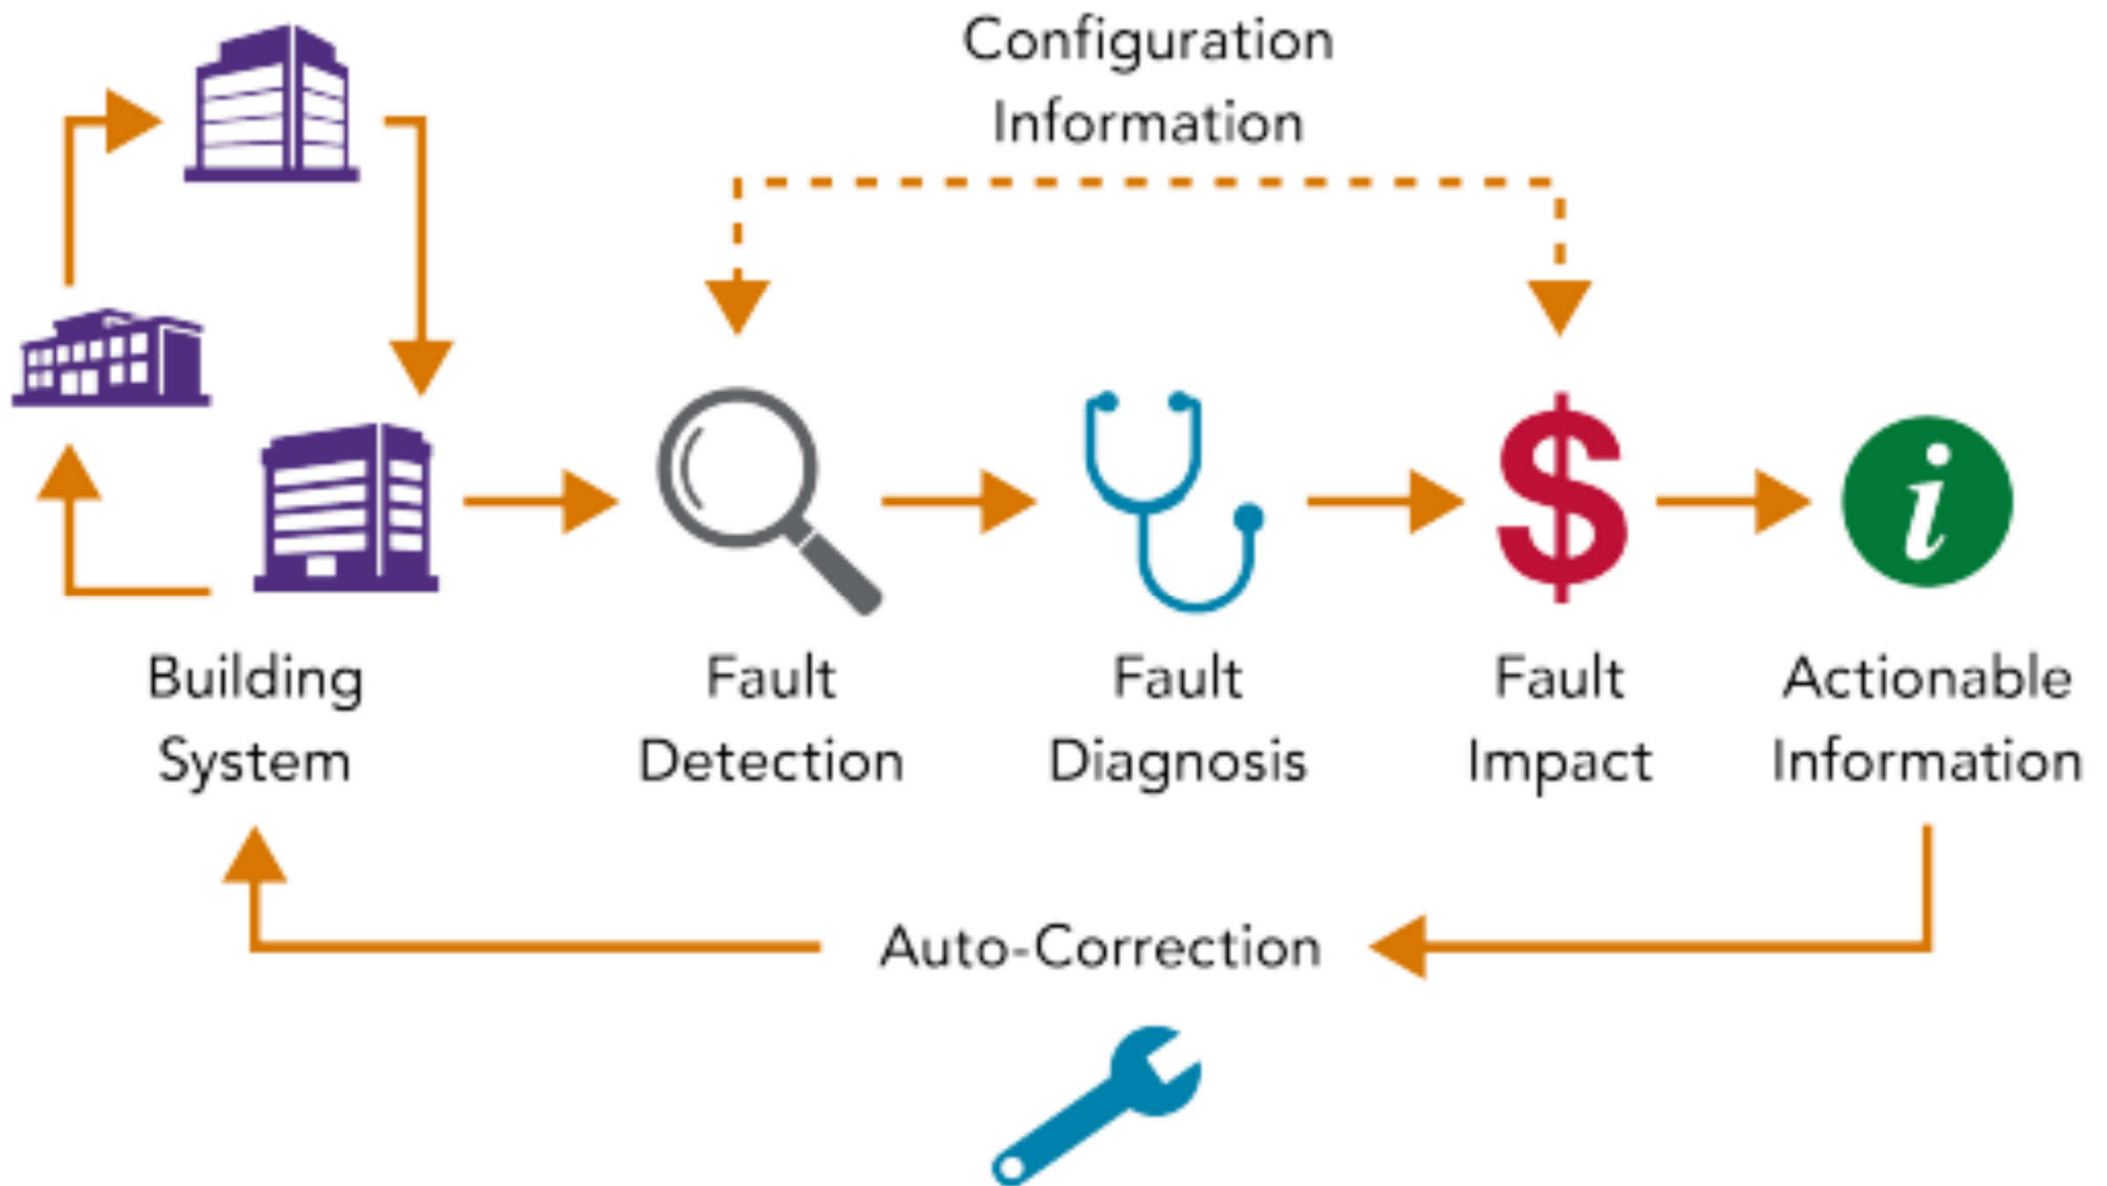 Configuration
Information
Building
System
Fault
Detection
Fault
Diagnosis
Fault
Impact
Actionable
Information
Auto-Correction